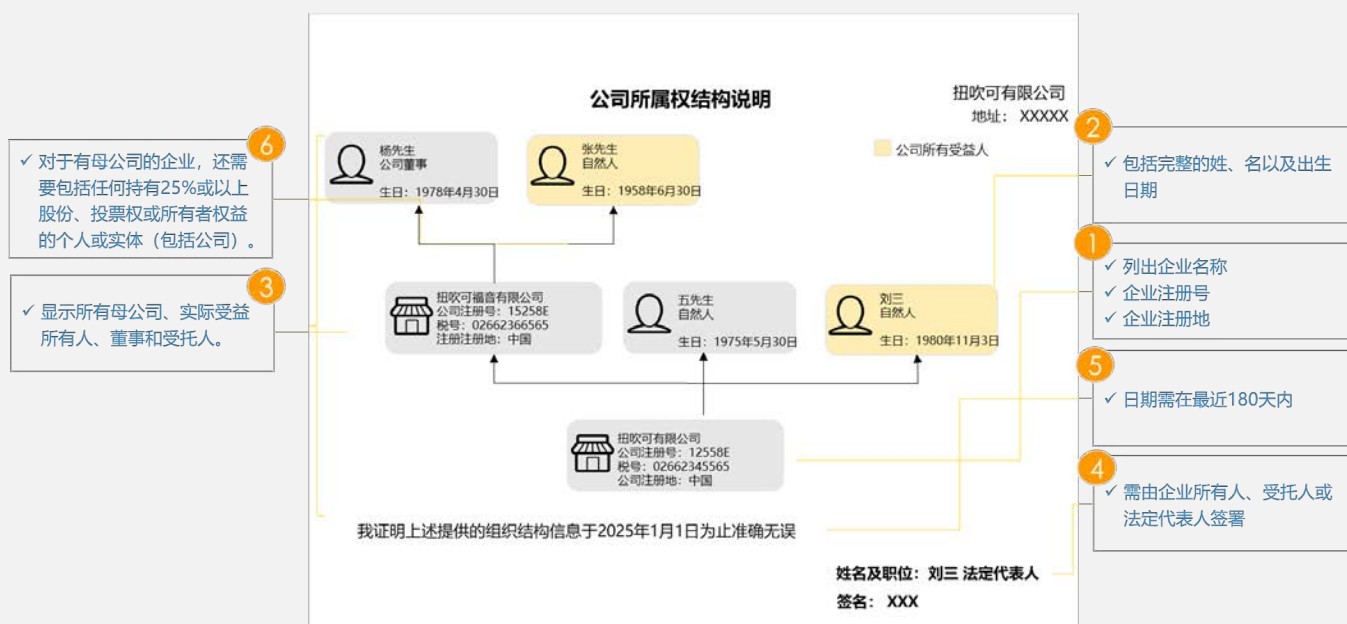 公司所属权结构说明
扭吹可有限公司
地址： XXXXX
公司所有受益人
杨先生
公司董事
生日：1978年4月30日
张先生
自然人
生日：1958年6月30日
扭吹可福音有限公司
公司注册号：15258E
税号：02662366565
注册注册地：中国
五先生
自然人
生日：1975年5月30日
刘三
自然人
生日：1980年11月3日
扭吹可有限公司
公司注册号：12558E
税号：02662345565
公司注册地：中国
我证明上述提供的组织结构信息于2025年1月1日为止准确无误
姓名及职位：刘三 法定代表人
签名： XXX
6
✓ 对于有母公司的企业，还需
要包括任何持有25%或以上
股份、投票权或所有者权益
的个人或实体（包括公司）。
3
✓ 显示所有母公司、实际受益
所有人、董事和受托人。
2
✓ 包括完整的姓、名以及出生
日期
1
✓ 列出企业名称
✓ 企业注册号
✓ 企业注册地
5
✓ 日期需在最近180天内
4
✓ 需由企业所有人、受托人或
法定代表人签署